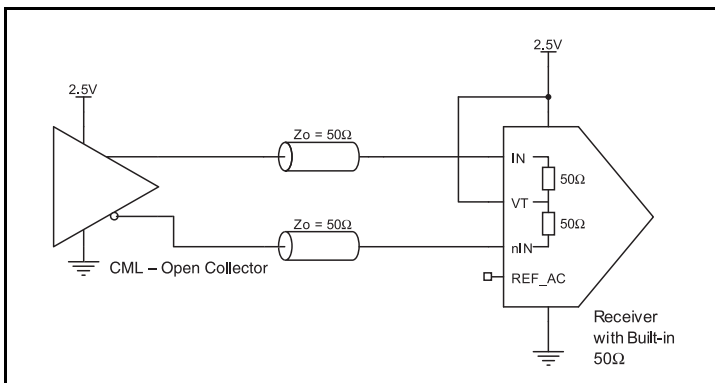 2.5V
2.5V
Zo = 50Ω
IN
50Ω
VT
50Ω
Zo = 50Ω
nIN
CML – Open Collector
REF_AC
Receiver
with Built-in
50Ω